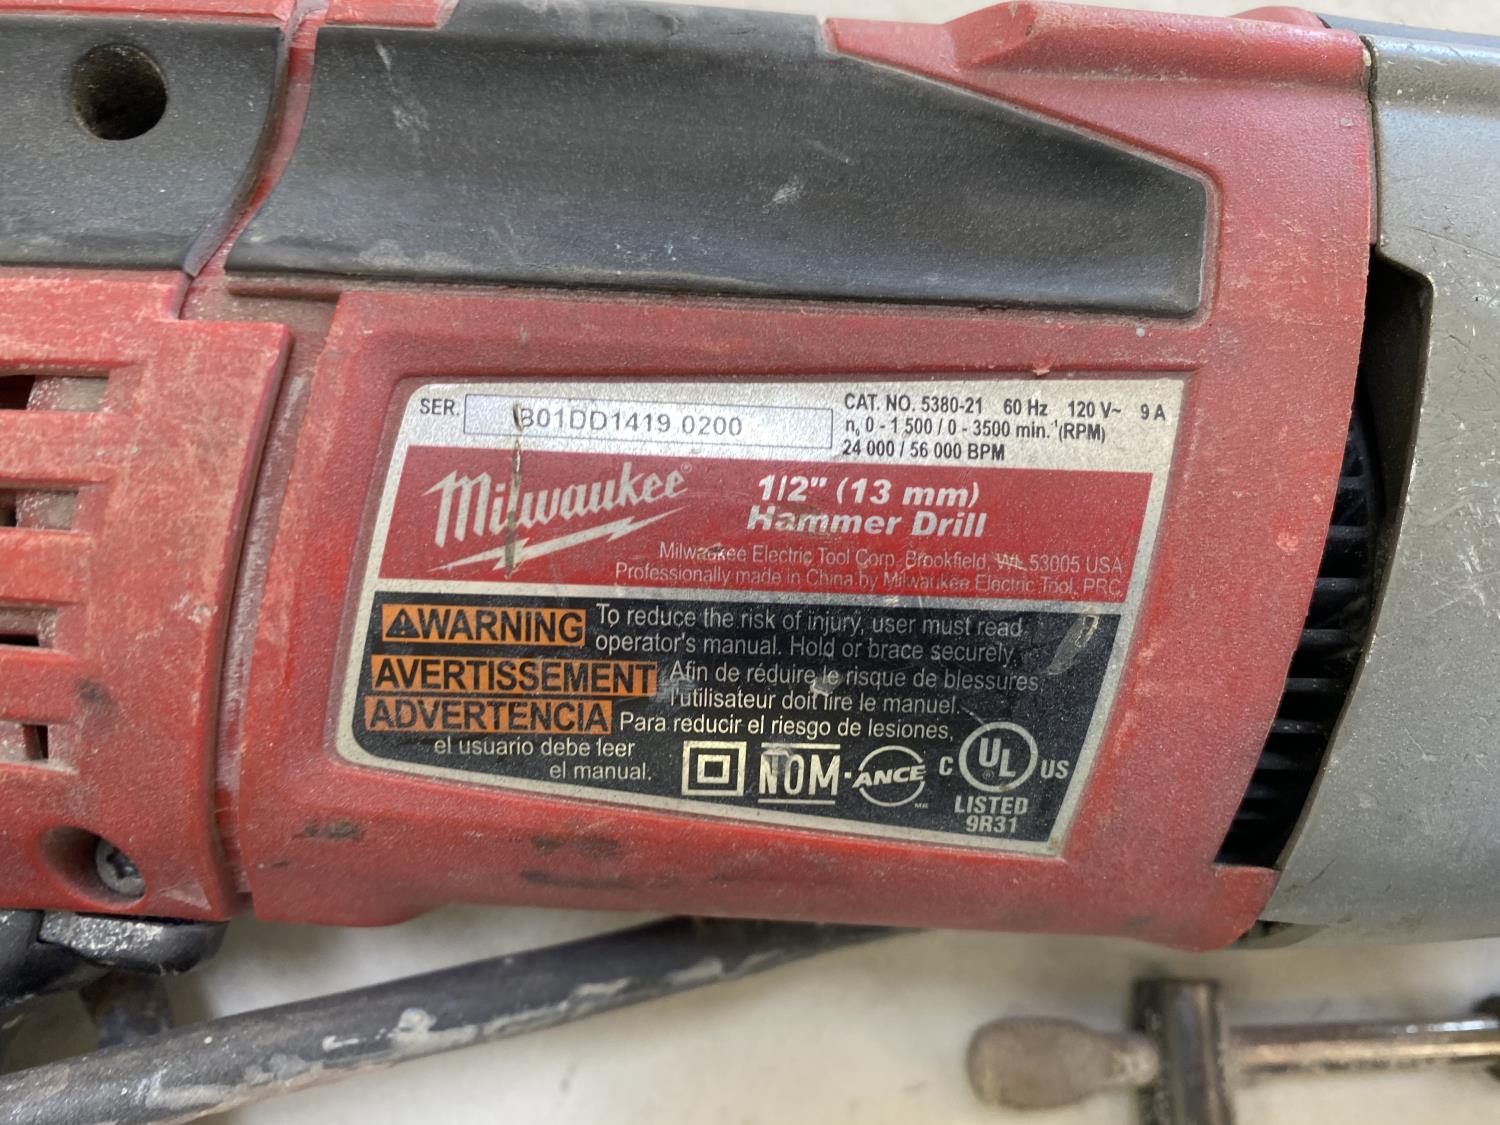 SER. B01DD1419 0200
CAT. NO. 5380-21 60 Hz 120 V~ 9 A
n₀ 0 - 1 500 / 0 - 3500 min.⁻¹ (RPM)
24 000 / 56 000 BPM
Milwaukee®
1/2" (13 mm)
Hammer Drill
Milwaukee Electric Tool Corp. Brookfield, WI 53005 USA
Professionally made in China by Milwaukee Electric Tool, PRC
WARNING To reduce the risk of injury, user must read
operator's manual. Hold or brace securely.
AVERTISSEMENT Afin de réduire le risque de blessures,
l'utilisateur doit lire le manuel.
ADVERTENCIA Para reducir el riesgo de lesiones,
el usuario debe leer
el manual.
NOM-ANCE
C UL® US
LISTED
9R31